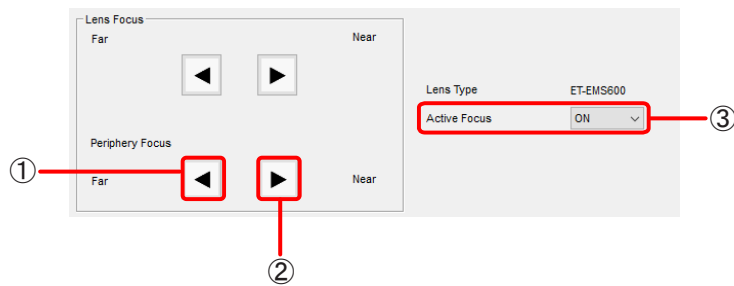 Lens Focus
Far Near
◀ ▶
Lens Type ET-EMS600
Active Focus ON
③
Periphery Focus
①
Far ◀ ▶ Near
②